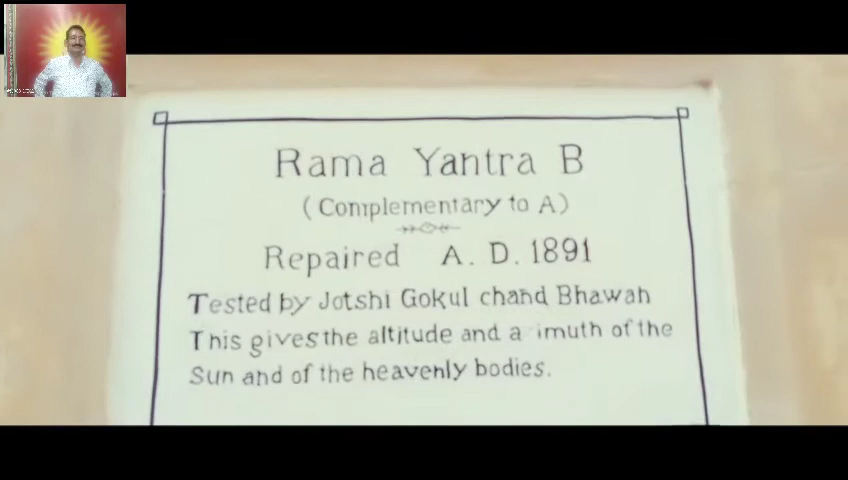 Rama Yantra B
(Complementary to A)
Repaired A. D. 1891
Tested by Jotshi Gokul chand Bhawan
This gives the altitude and a imuth of the
Sun and of the heavenly bodies.